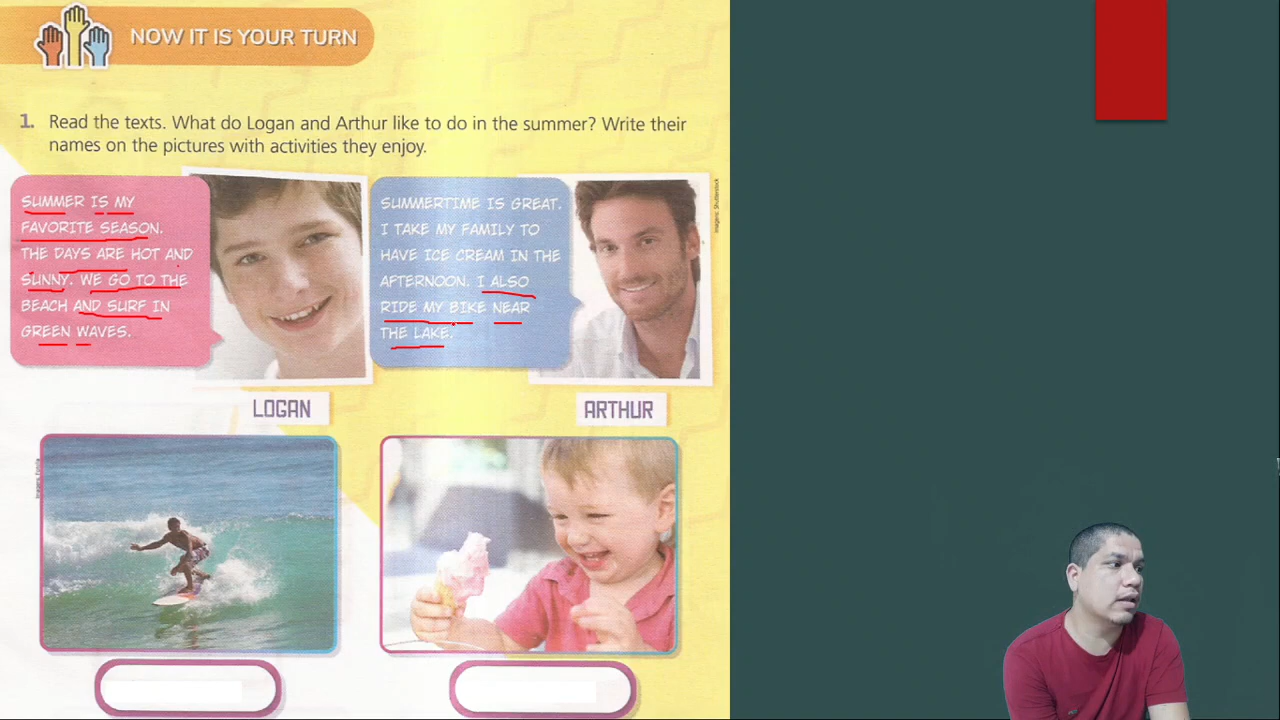 NOW IT IS YOUR TURN
1. Read the texts. What do Logan and Arthur like to do in the summer? Write their
names on the pictures with activities they enjoy.
SUMMER IS MY
FAVORITE SEASON.
THE DAYS ARE HOT AND
SUNNY. WE GO TO THE
BEACH AND SURF IN
GREEN WAVES.
SUMMERTIME IS GREAT.
I TAKE MY FAMILY TO
HAVE ICE CREAM IN THE
AFTERNOON. I ALSO
RIDE MY BIKE NEAR
THE LAKE.
Imagens: Shutterstock
LOGAN
ARTHUR